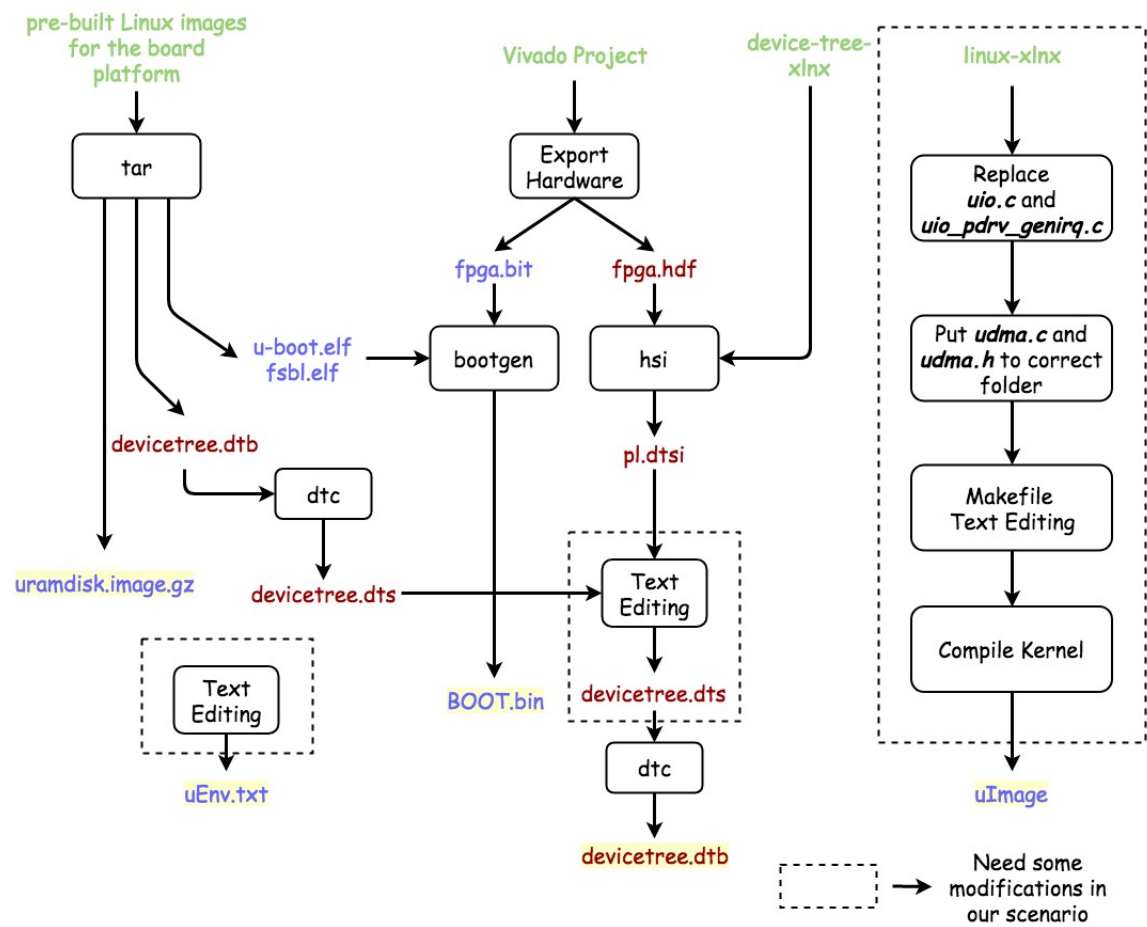 pre-built Linux images
for the board
platform
tar
Vivado Project
Export
Hardware
device-tree-
xlnx
linux-xlnx
Replace
uio.c and
uio_pdrv_genirq.c
fpga.bit
fpga.hdf
u-boot.elf
fsbl.elf
bootgen
hsi
Put udma.c and
udma.h to correct
folder
devicetree.dtb
pl.dtsi
dtc
Makefile
Text Editing
uramdisk.image.gz
devicetree.dts
Text
Editing
Compile Kernel
Text
Editing
BOOT.bin
devicetree.dts
uEnv.txt
dtc
uImage
devicetree.dtb
Need some
modifications in
our scenario